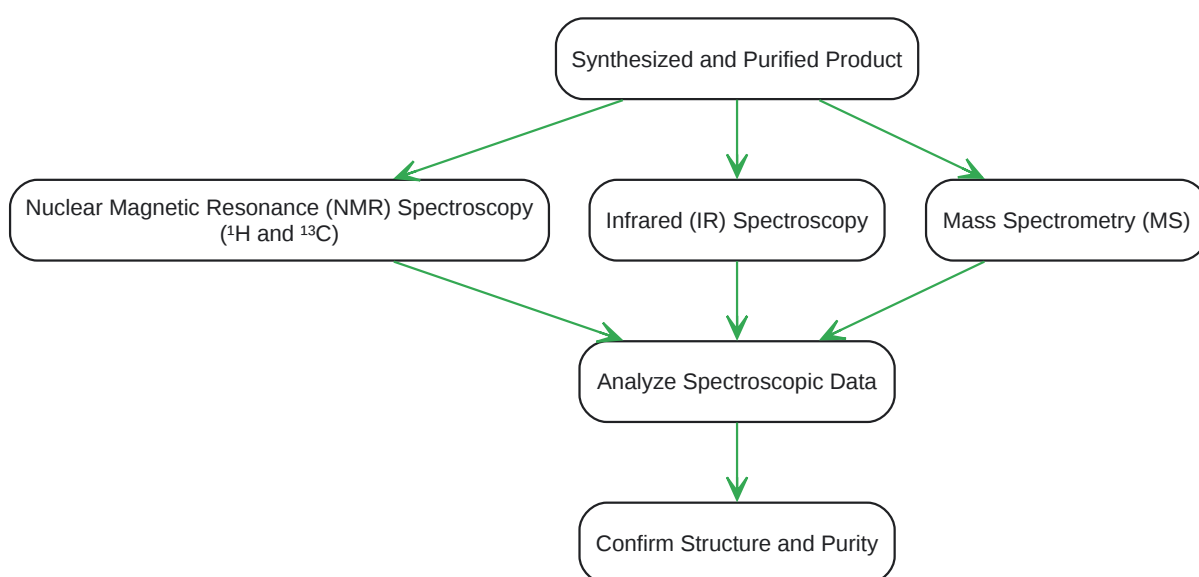 Synthesized and Purified Product
Nuclear Magnetic Resonance (NMR) Spectroscopy
(¹H and ¹³C)
Infrared (IR) Spectroscopy
Mass Spectrometry (MS)
Analyze Spectroscopic Data
Confirm Structure and Purity